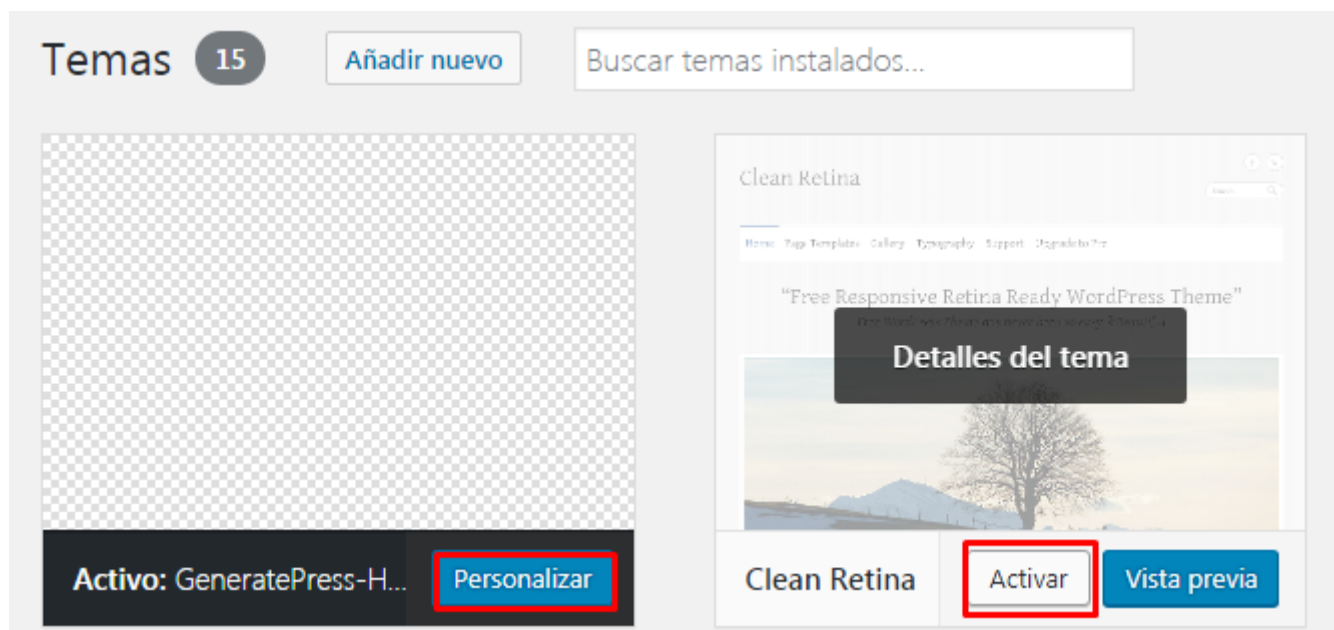 Temas 15 Añadir nuevo Buscar temas instalados...
Clean Retina
Home Page Templates Gallery Typography Support Upgrade to Pro
“Free Responsive Retina Ready WordPress Theme”
Detalles del tema
Activo: GeneratePress-H... Personalizar
Clean Retina Activar Vista previa